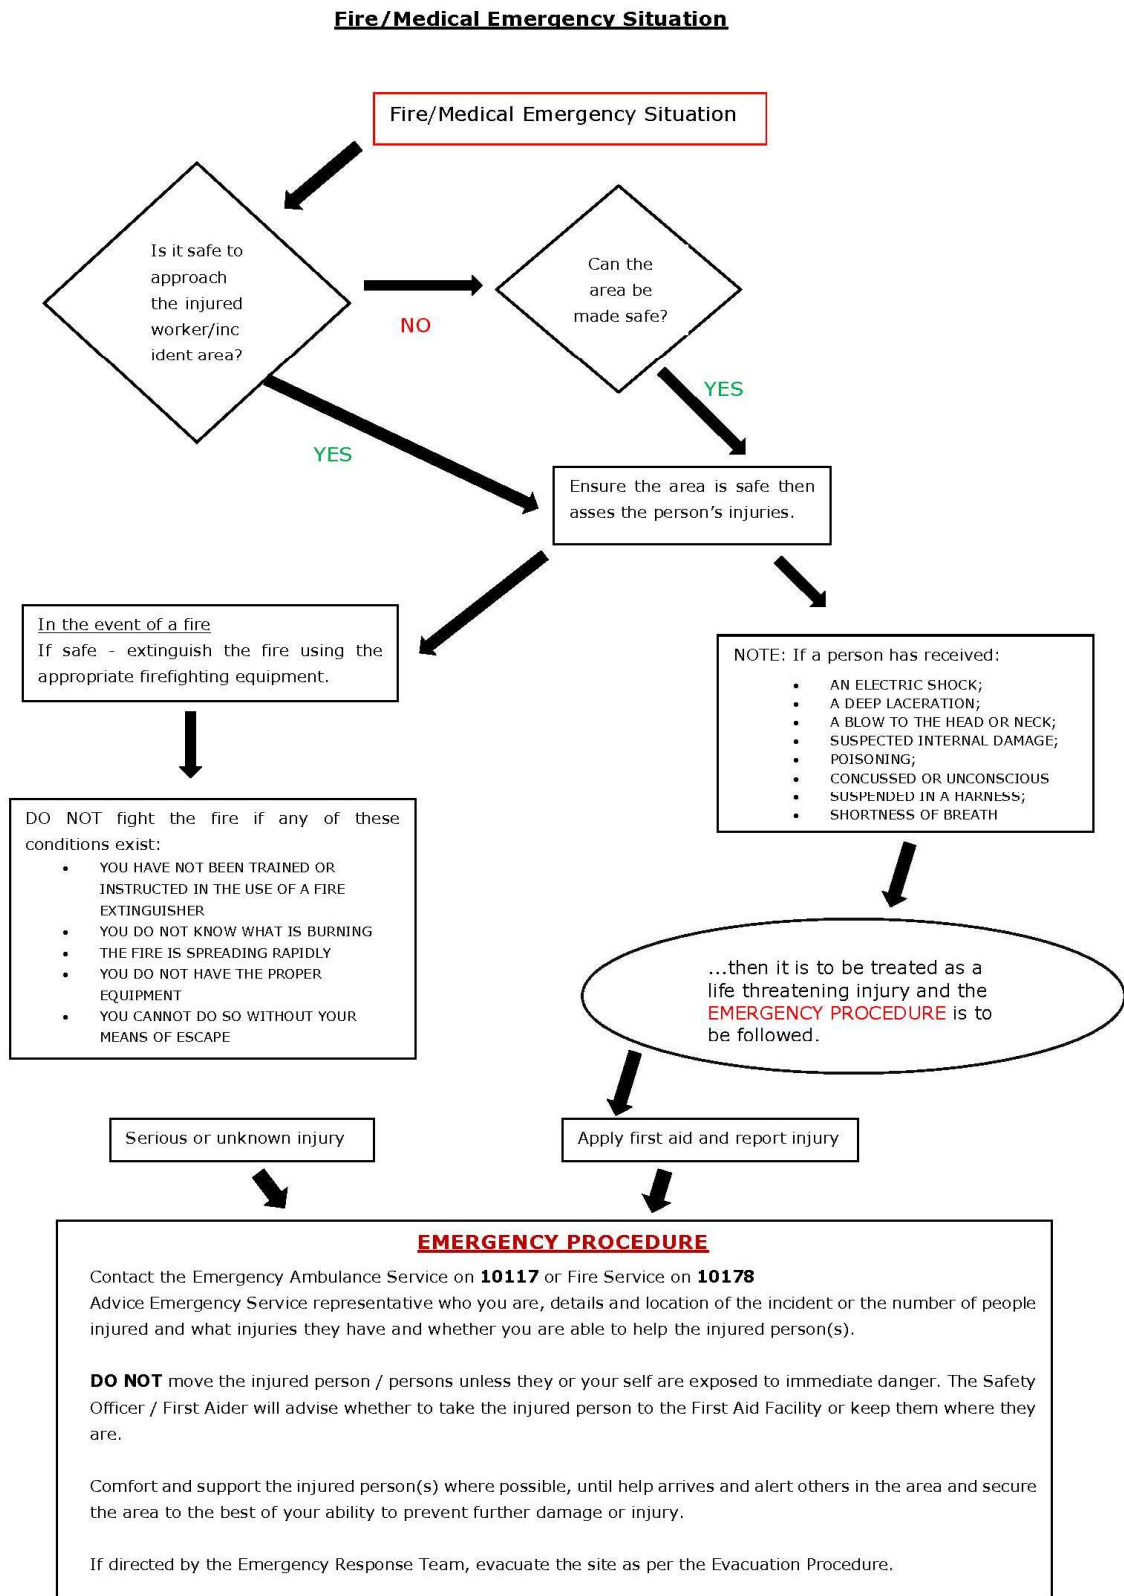 Fire/Medical Emergency Situation
Fire/Medical Emergency Situation
Is it safe to
approach
the injured
worker/inc
ident area?
NO
Can the
area be
made safe?
YES
YES
Ensure the area is safe then
asses the person's injuries.
In the event of a fire
If safe - extinguish the fire using the
appropriate firefighting equipment.
NOTE: If a person has received:
• AN ELECTRIC SHOCK;
• A DEEP LACERATION;
• A BLOW TO THE HEAD OR NECK;
• SUSPECTED INTERNAL DAMAGE;
• POISONING;
• CONCUSSED OR UNCONSCIOUS
• SUSPENDED IN A HARNESS;
• SHORTNESS OF BREATH
DO NOT fight the fire if any of these
conditions exist:
• YOU HAVE NOT BEEN TRAINED OR
INSTRUCTED IN THE USE OF A FIRE
EXTINGUISHER
• YOU DO NOT KNOW WHAT IS BURNING
• THE FIRE IS SPREADING RAPIDLY
• YOU DO NOT HAVE THE PROPER
EQUIPMENT
• YOU CANNOT DO SO WITHOUT YOUR
MEANS OF ESCAPE
...then it is to be treated as a
life threatening injury and the
EMERGENCY PROCEDURE is to
be followed.
Serious or unknown injury
Apply first aid and report injury
EMERGENCY PROCEDURE
Contact the Emergency Ambulance Service on 10117 or Fire Service on 10178
Advice Emergency Service representative who you are, details and location of the incident or the number of people
injured and what injuries they have and whether you are able to help the injured person(s).
DO NOT move the injured person / persons unless they or your self are exposed to immediate danger. The Safety
Officer / First Aider will advise whether to take the injured person to the First Aid Facility or keep them where they
are.
Comfort and support the injured person(s) where possible, until help arrives and alert others in the area and secure
the area to the best of your ability to prevent further damage or injury.
If directed by the Emergency Response Team, evacuate the site as per the Evacuation Procedure.